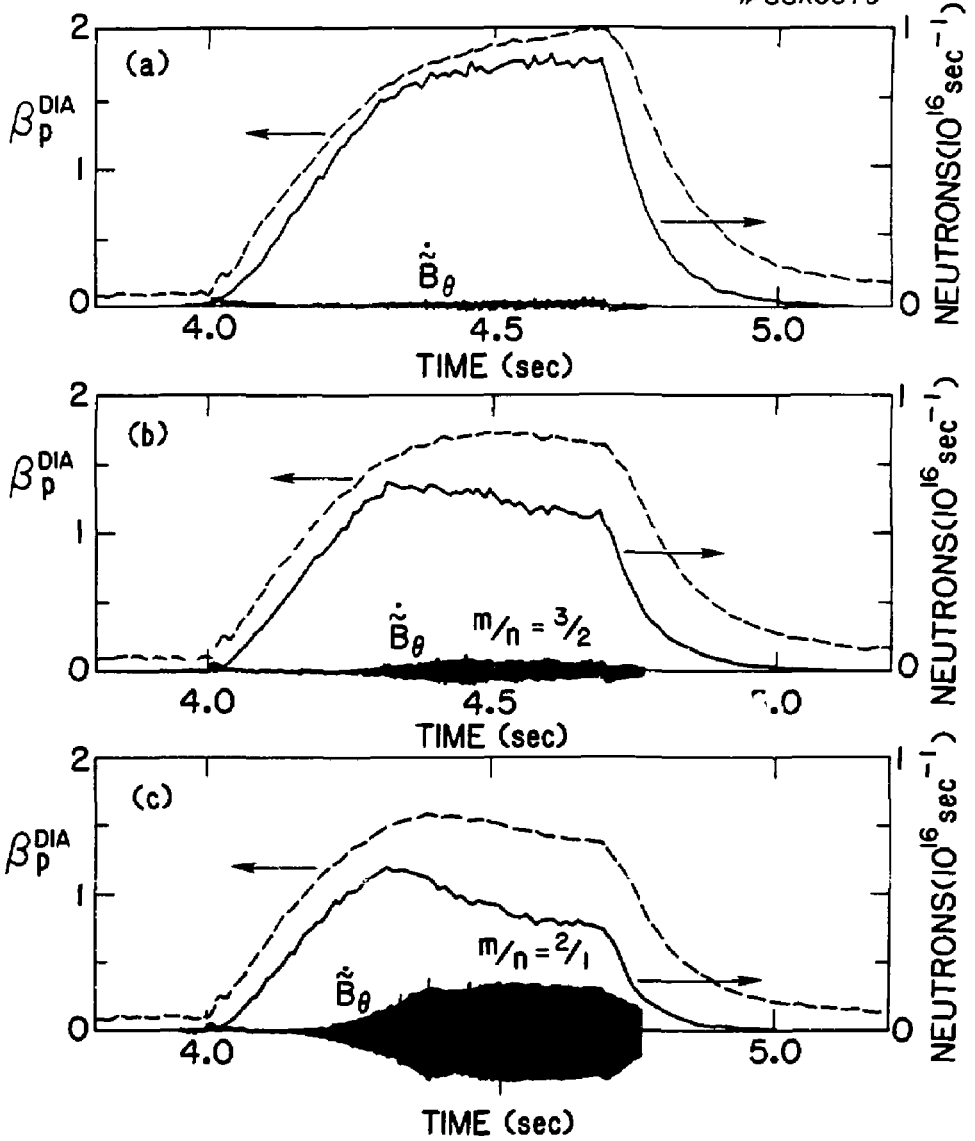 2
(a)
1
β_p^DIA
1
0
4.0
4.5
5.0
0
TIME (sec)
NEUTRONS(10^16 sec^-1)
Ḃ̃_θ
2
(b)
1
β_p^DIA
1
0
4.0
4.5
.0
0
TIME (sec)
NEUTRONS(10^16 sec^-1)
Ḃ̃_θ
m/n = 3/2
2
(c)
1
β_p^DIA
1
0
4.0
5.0
0
TIME (sec)
NEUTRONS(10^16 sec^-1)
Ḃ̃_θ
m/n = 2/1